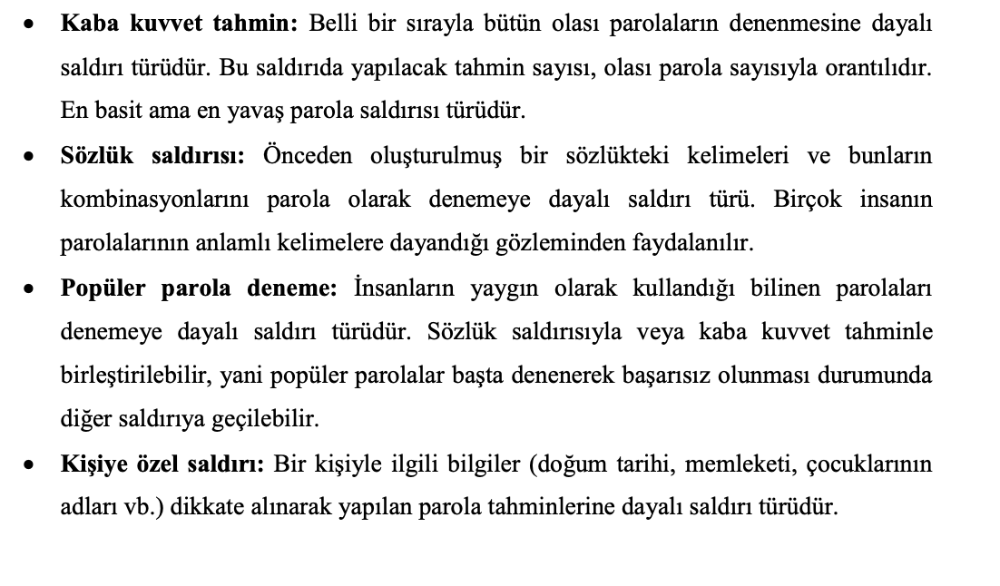 • Kaba kuvvet tahmin: Belli bir sırayla bütün olası parolaların denenmesine dayalı
saldırı türüdür. Bu saldırıda yapılacak tahmin sayısı, olası parola sayısıyla orantılıdır.
En basit ama en yavaş parola saldırısı türüdür.
• Sözlük saldırısı: Önceden oluşturulmuş bir sözlükteki kelimeleri ve bunların
kombinasyonlarını parola olarak denemeye dayalı saldırı türü. Birçok insanın
parolalarının anlamlı kelimelere dayandığı gözleminden faydalanılır.
• Popüler parola deneme: İnsanların yaygın olarak kullandığı bilinen parolaları
denemeye dayalı saldırı türüdür. Sözlük saldırısıyla veya kaba kuvvet tahminle
birleştirilebilir, yani popüler parolalar başta denenerek başarısız olunması durumunda
diğer saldırıya geçilebilir.
• Kişiye özel saldırı: Bir kişiyle ilgili bilgiler (doğum tarihi, memleketi, çocuklarının
adları vb.) dikkate alınarak yapılan parola tahminlerine dayalı saldırı türüdür.